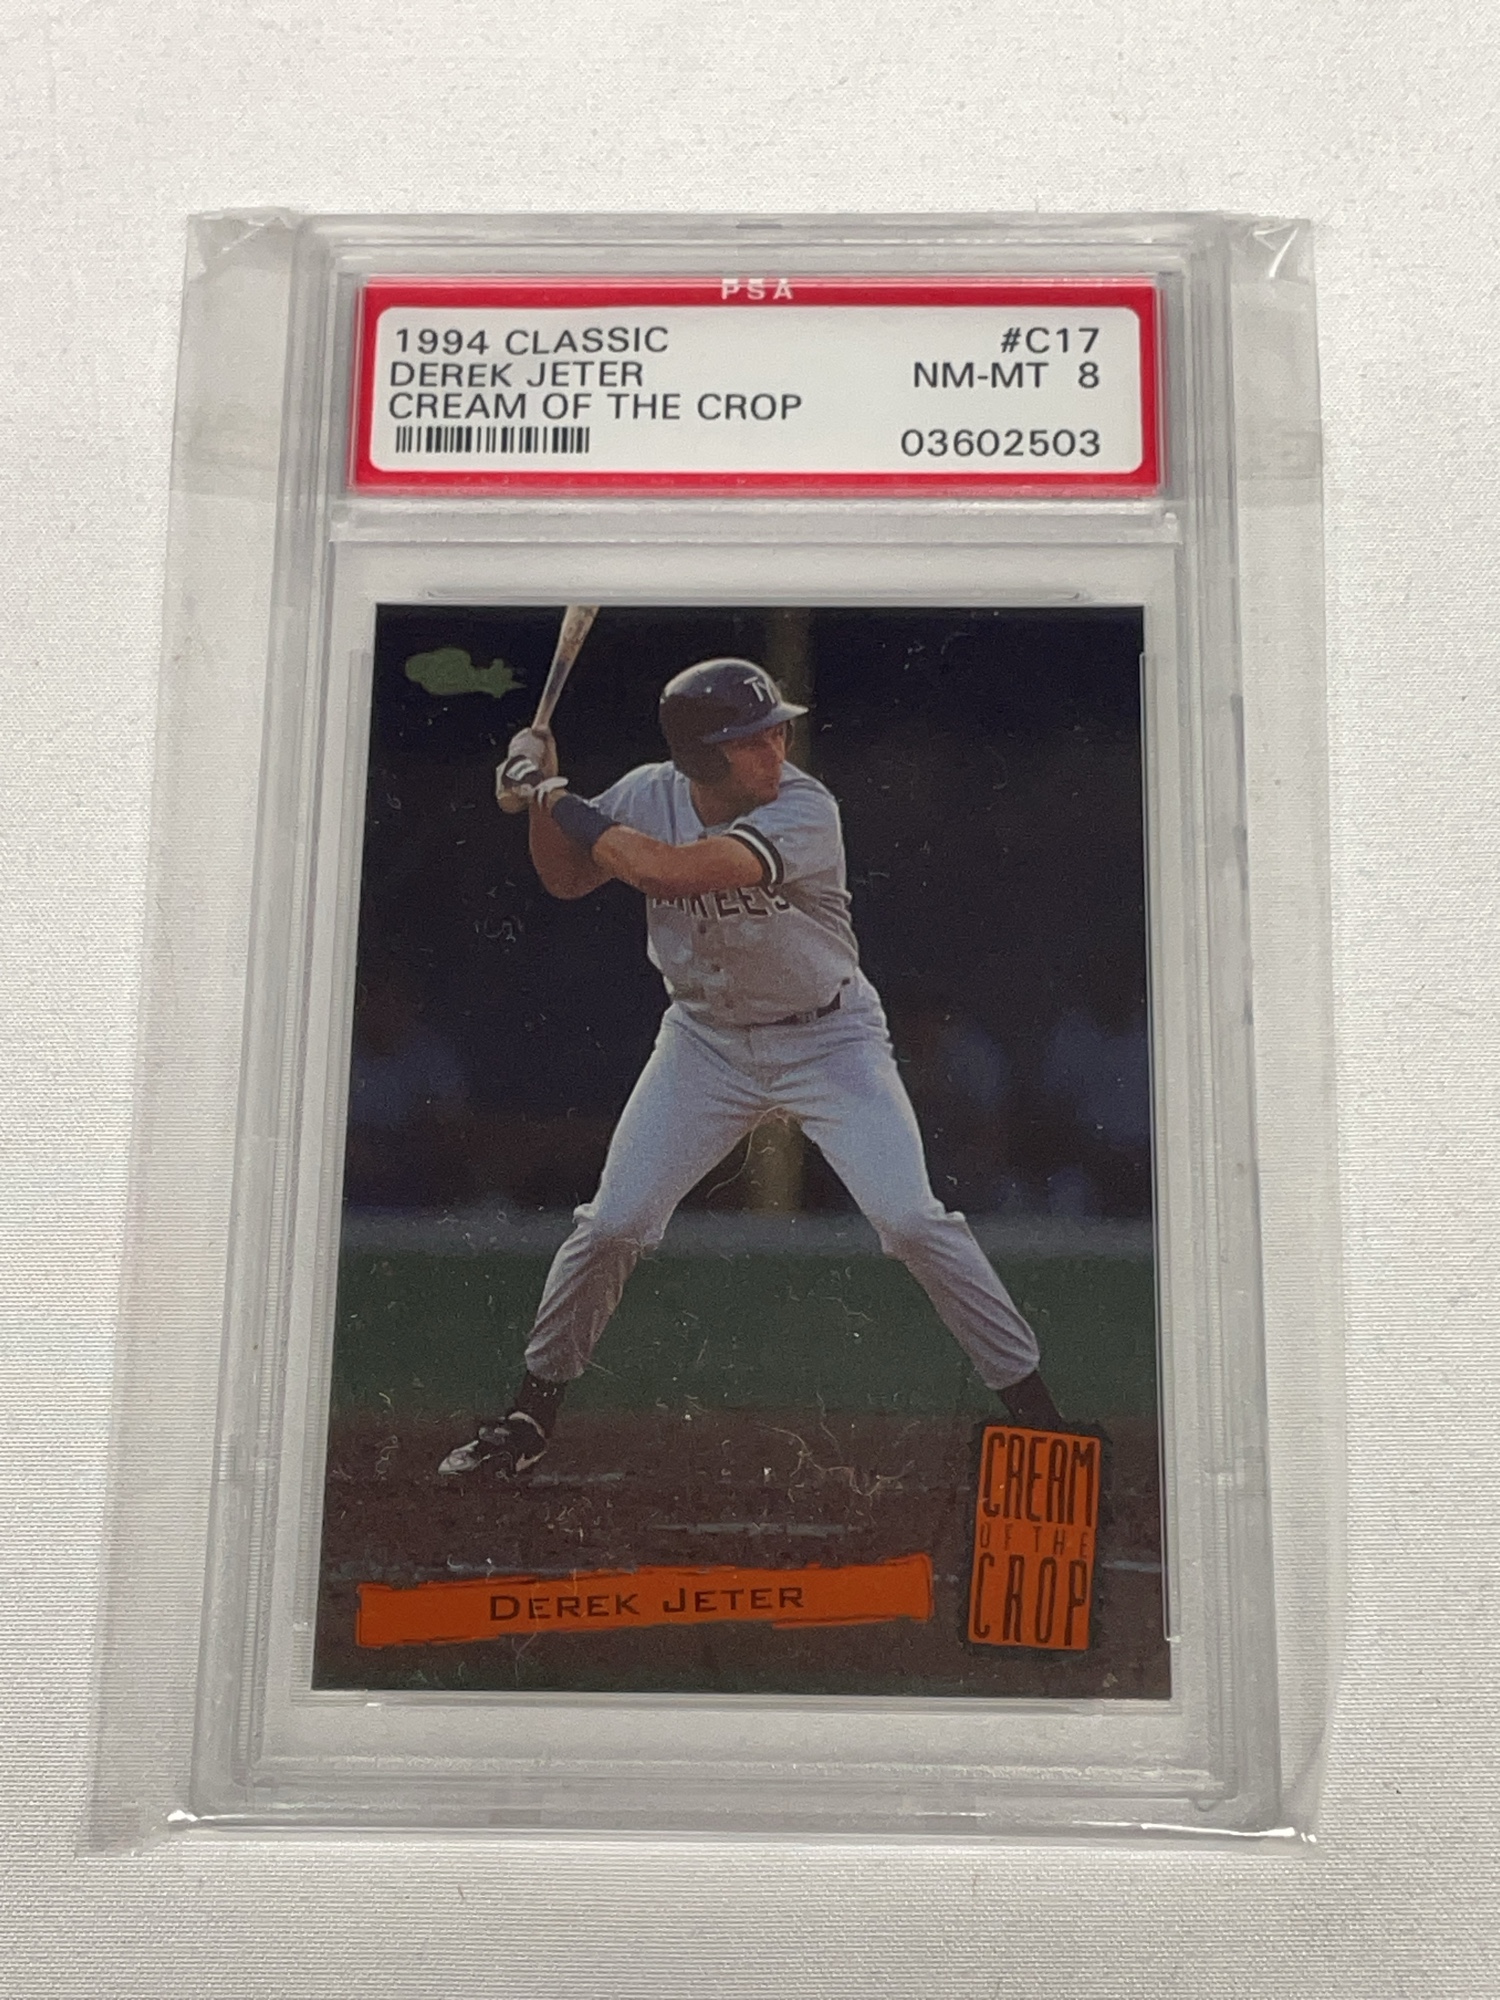 PSA
1994 CLASSIC #C17
DEREK JETER NM-MT 8
CREAM OF THE CROP
03602503
TY
DEREK JETER
CREAM
OF THE
CROP